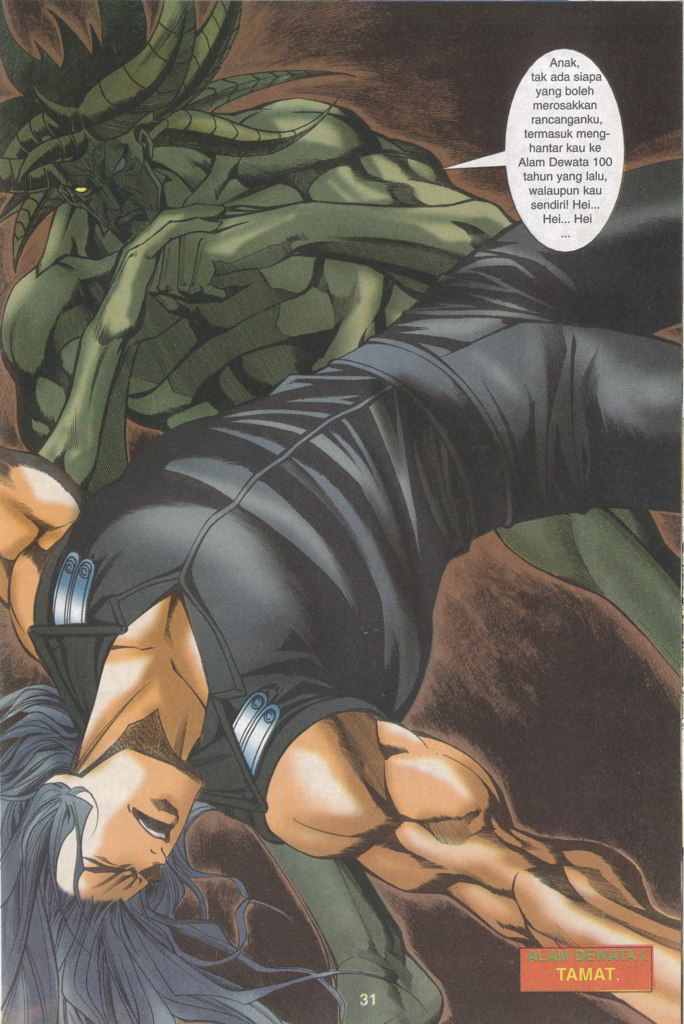 Anak,
tak ada siapa
yang boleh
merosakkan
rancanganku,
termasuk meng-
hantar kau ke
Alam Dewata 100
tahun yang lalu,
walaupun kau
sendiri! Hei...
Hei... Hei
...
ALAM DEWATA I.
TAMAT.
31